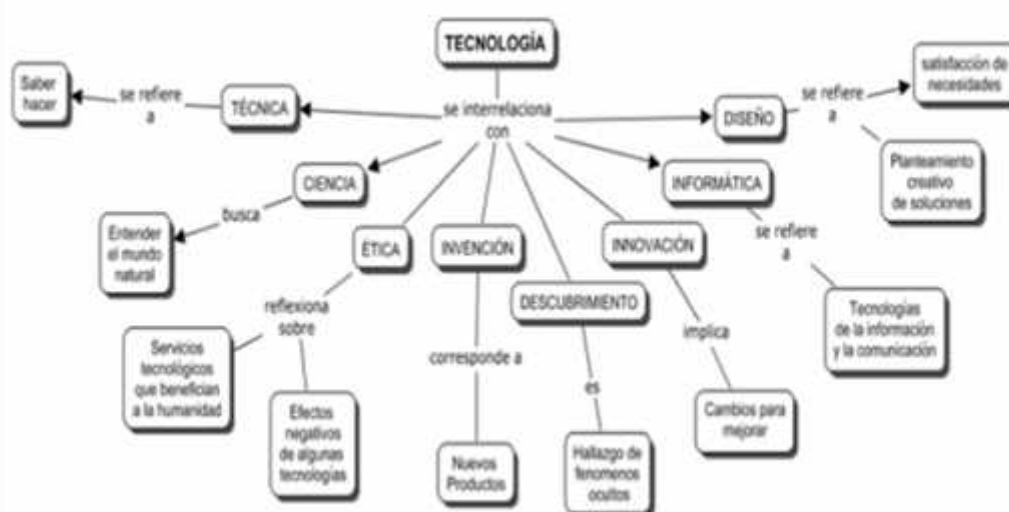 TECNOLOGÍA
se interrelaciona
con
TÉCNICA
se refiere
a
Saber
hacer
CIENCIA
busca
Entender
el mundo
natural
ÉTICA
reflexiona
sobre
Servicios
tecnológicos
que benefician
a la humanidad
Efectos
negativos
de algunas
tecnologías
INVENCIÓN
corresponde a
Nuevos
Productos
DESCUBRIMIENTO
es
Hallazgo de
fenomenos
ocultos
INNOVACIÓN
implica
Cambios para
mejorar
INFORMÁTICA
se refiere
a
Tecnologías
de la información
y la comunicación
DISEÑO
se refiere
a
satisfacción de
necesidades
Planteamiento
creativo
de soluciones